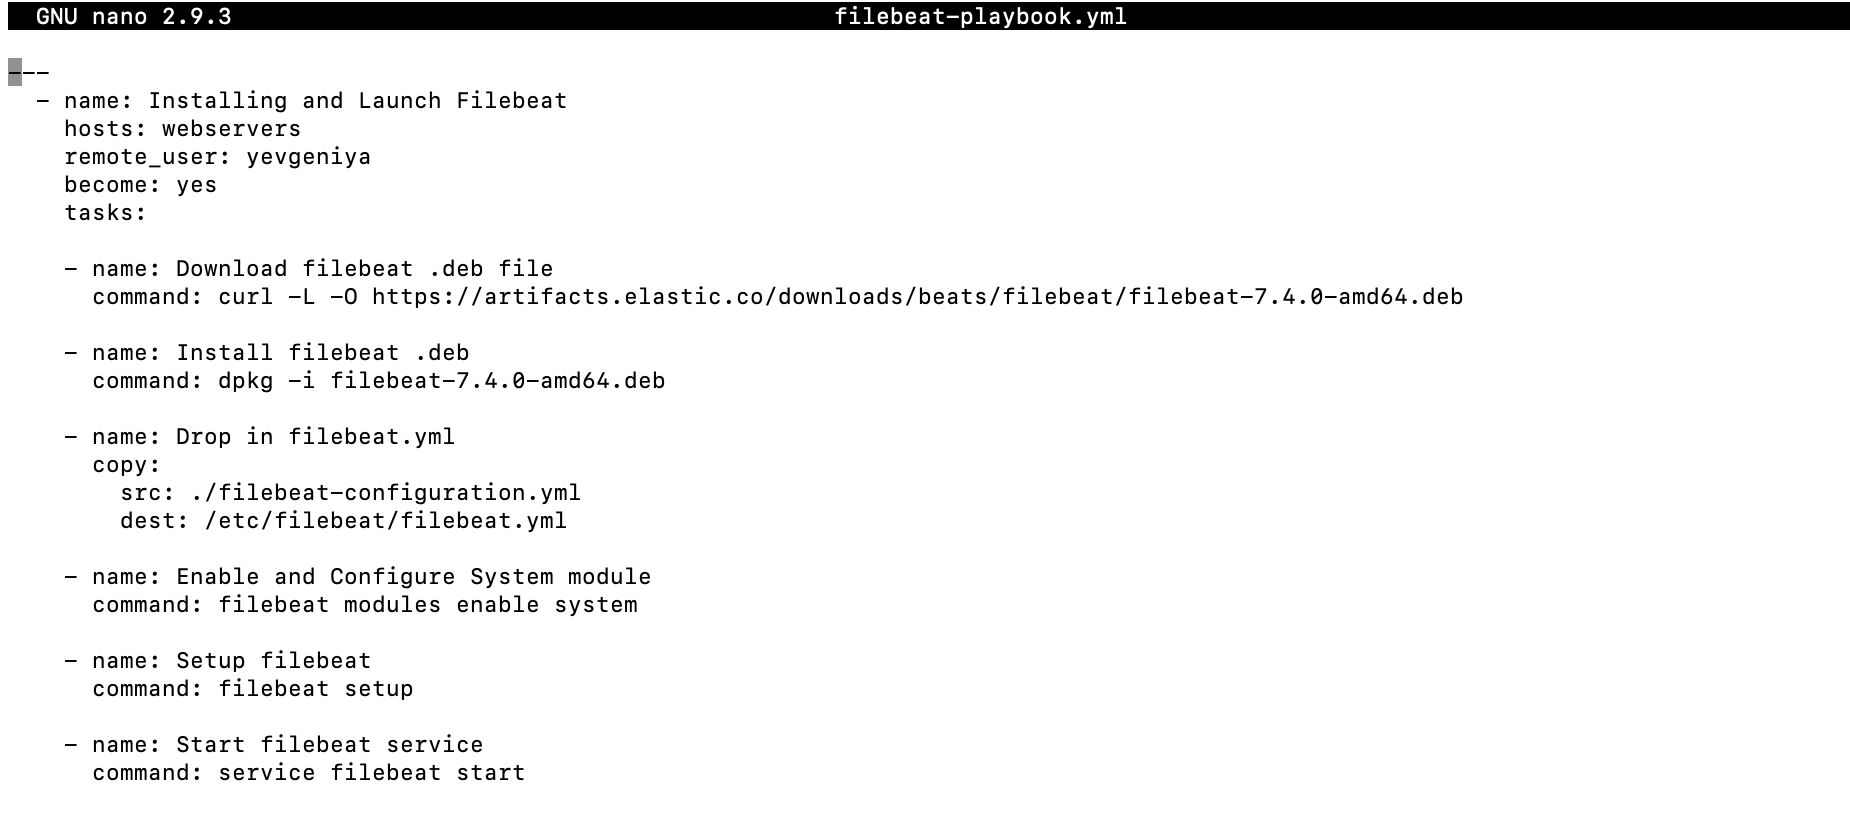 GNU nano 2.9.3 filebeat-playbook.yml
---
- name: Installing and Launch Filebeat
hosts: webservers
remote_user: yevgeniya
become: yes
tasks:
- name: Download filebeat .deb file
command: curl -L -O https://artifacts.elastic.co/downloads/beats/filebeat/filebeat-7.4.0-amd64.deb
- name: Install filebeat .deb
command: dpkg -i filebeat-7.4.0-amd64.deb
- name: Drop in filebeat.yml
copy:
src: ./filebeat-configuration.yml
dest: /etc/filebeat/filebeat.yml
- name: Enable and Configure System module
command: filebeat modules enable system
- name: Setup filebeat
command: filebeat setup
- name: Start filebeat service
command: service filebeat start